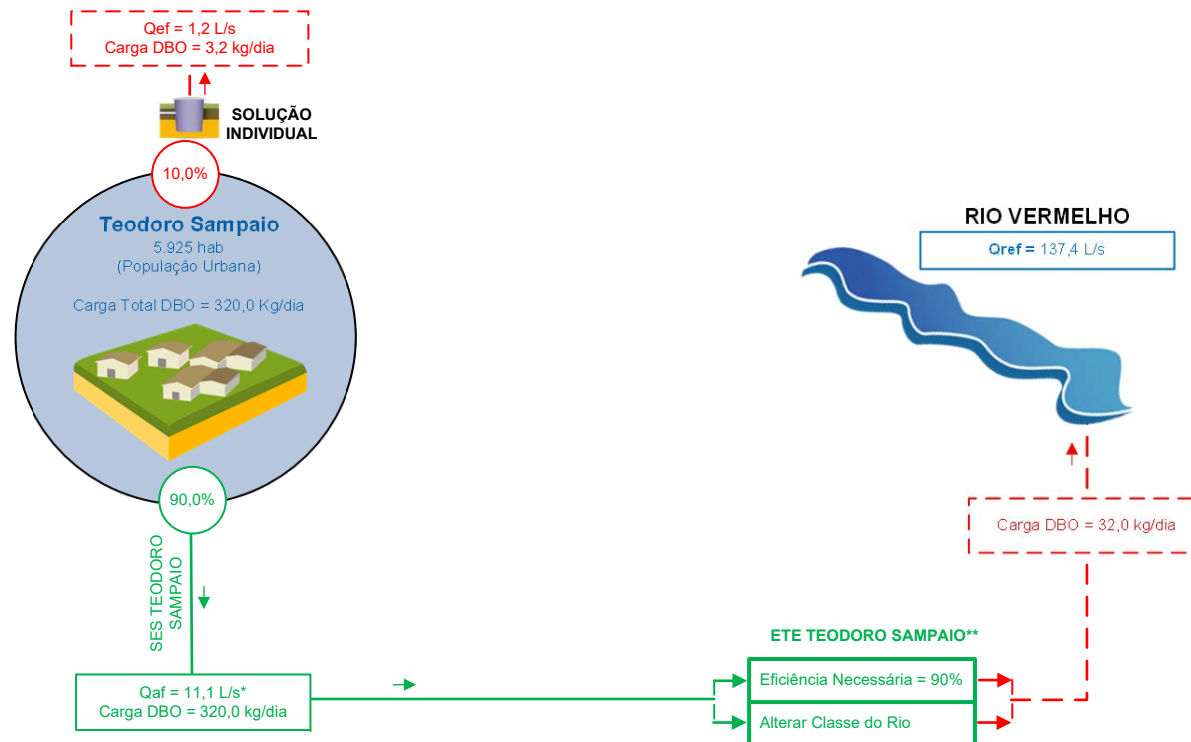 Qef = 1,2 L/s
Carga DBO = 3,2 kg/dia
SOLUÇÃO
INDIVIDUAL
10,0%
Teodoro Sampaio
5.925 hab
(População Urbana)
Carga Total DBO = 320,0 Kg/dia
90,0%
SES TEODORO
SAMPAIO
Qaf = 11,1 L/s*
Carga DBO = 320,0 kg/dia
ETE TEODORO SAMPAIO**
Eficiência Necessária = 90%
Alterar Classe do Rio
RIO VERMELHO
Qref = 137,4 L/s
Carga DBO = 32,0 kg/dia